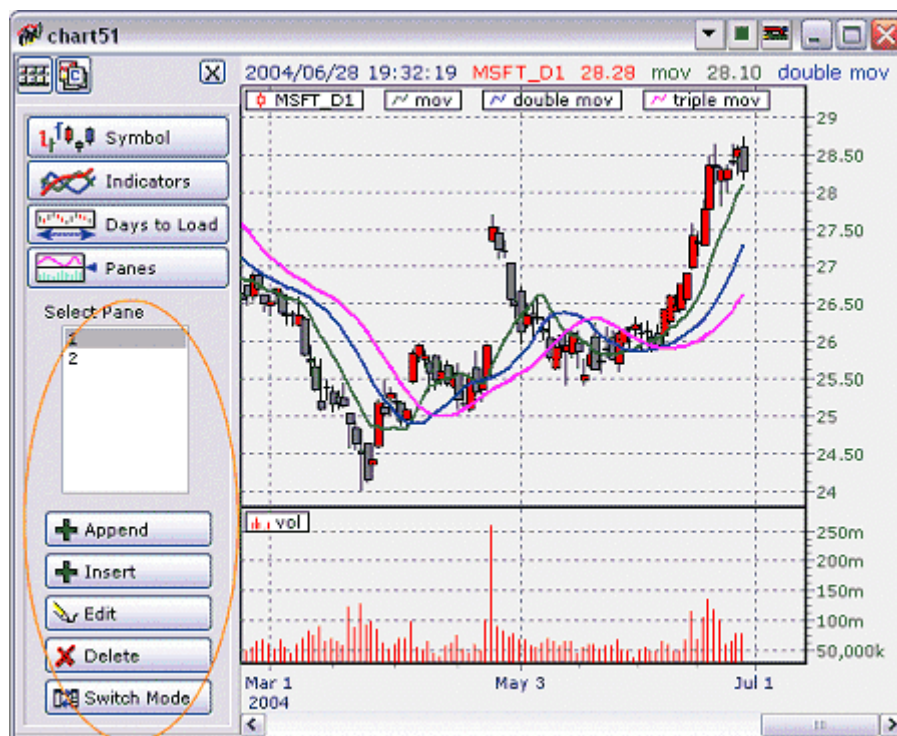 chart51
2004/06/28 19:32:19 MSFT_D1 28.28 mov 28.10 double mov
MSFT_D1 mov double mov triple mov
Symbol
Indicators
Days to Load
Panes
Select Pane
1
2
Append
Insert
Edit
Delete
Switch Mode
29
28.50
28
27.50
27
26.50
26
25.50
25
24.50
24
vol
250m
200m
150m
100m
50,000k
Mar 1 May 3 Jul 1
2004